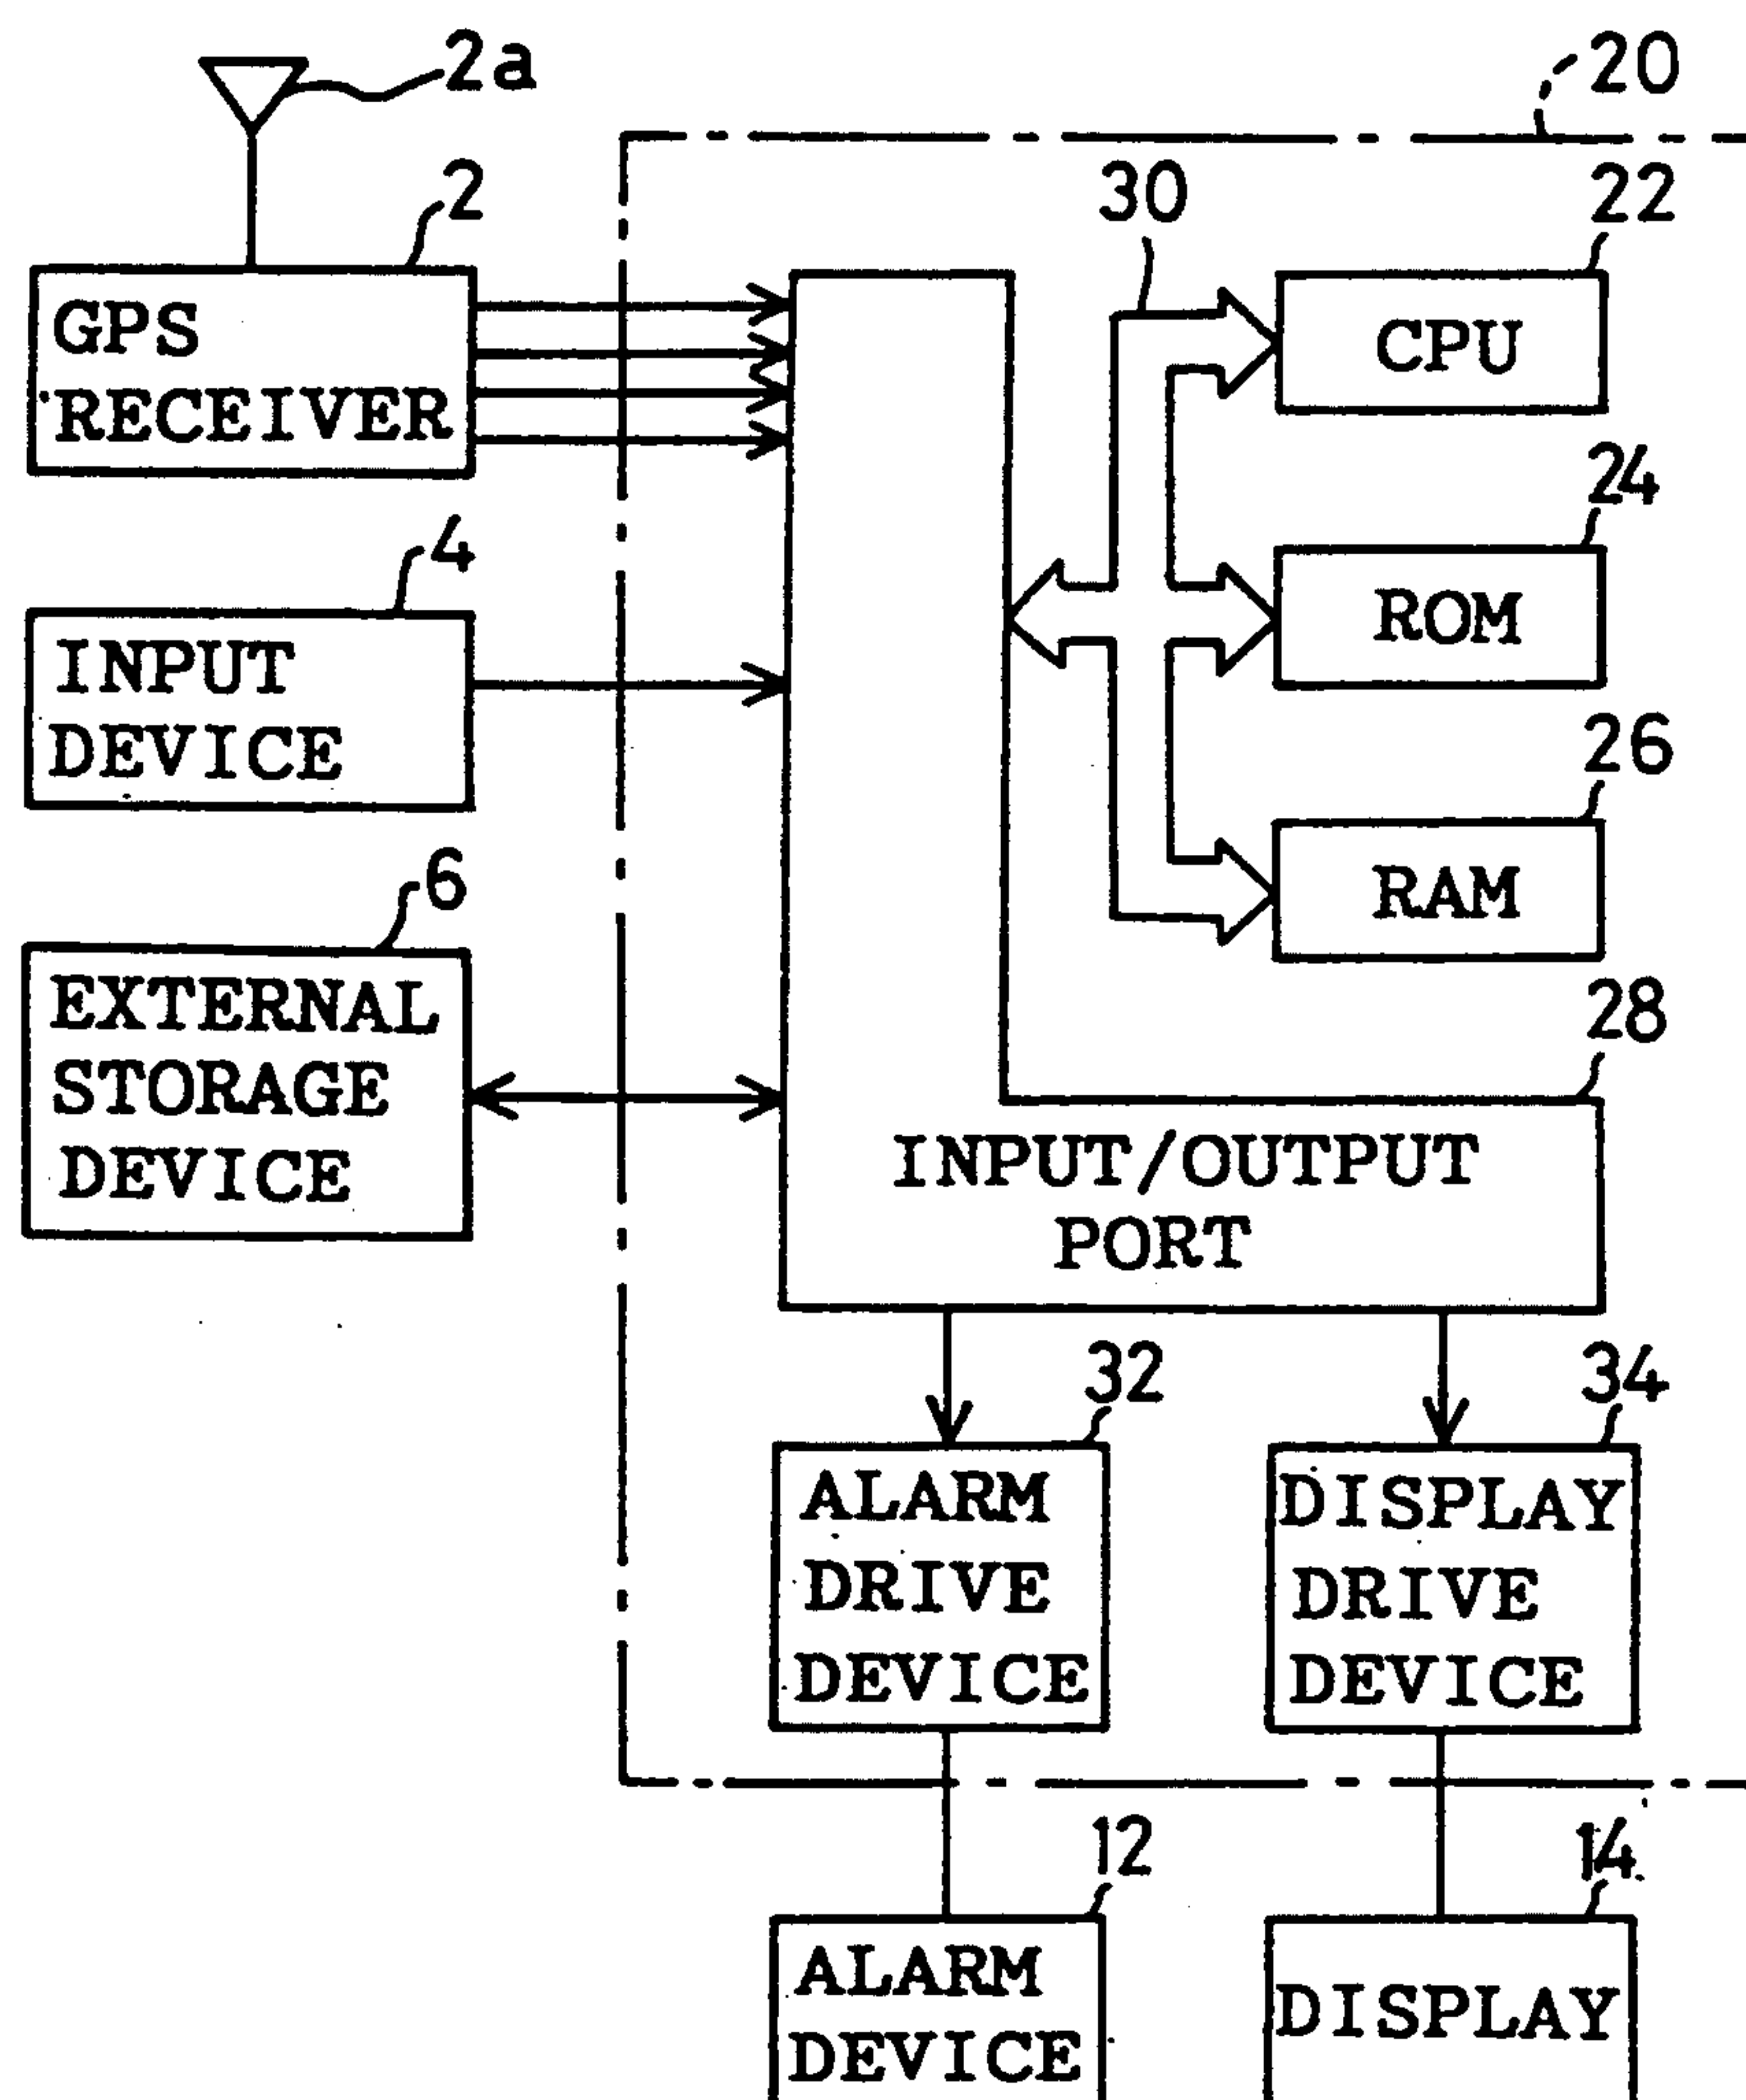 2a
20
2
30
22
GPS
RECEIVER
CPU
24
4
INPUT
DEVICE
ROM
26
6
RAM
EXTERNAL
STORAGE
DEVICE
28
INPUT/OUTPUT
PORT
32
34
ALARM
DRIVE
DEVICE
DISPLAY
DRIVE
DEVICE
12
14
ALARM
DEVICE
DISPLAY